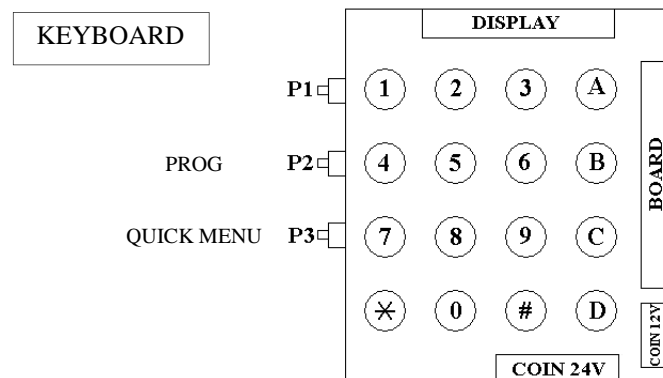 KEYBOARD
DISPLAY
P1 1 2 3 A
PROG P2 4 5 6 B
QUICK MENU P3 7 8 9 C
* 0 # D
BOARD
COIN 12V
COIN 24V